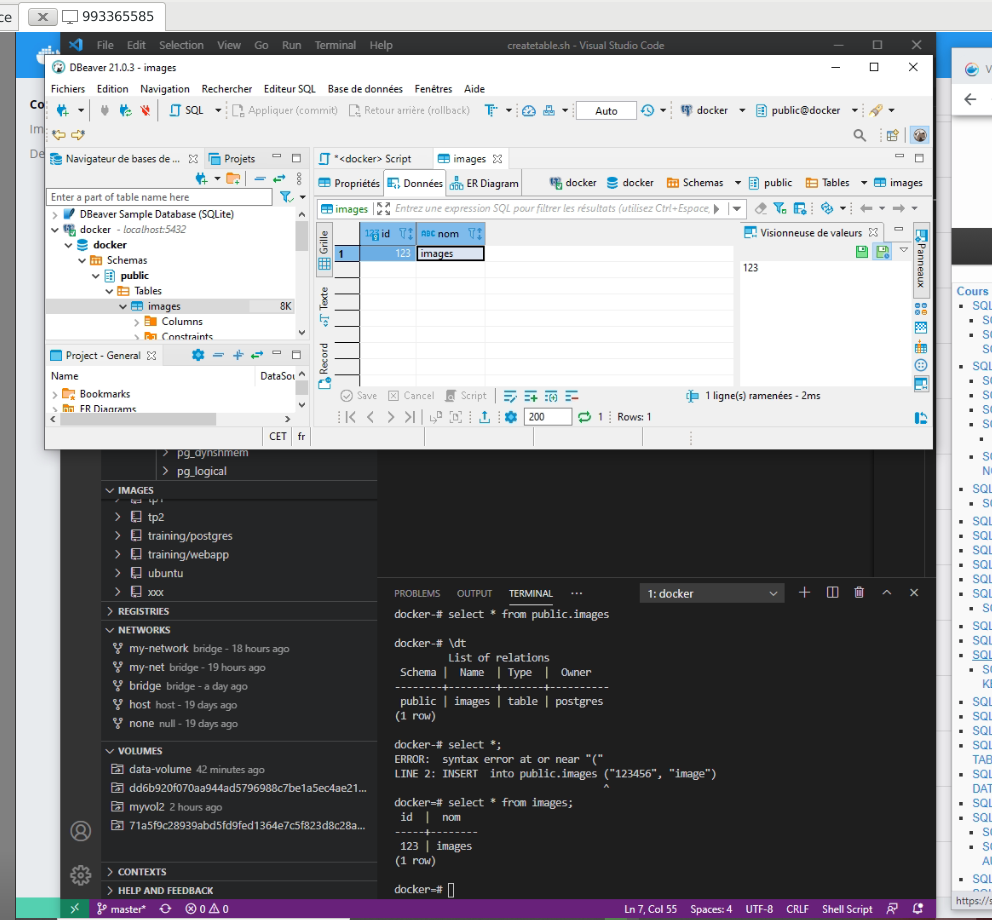 ce
993365585
File Edit Selection View Go Run Terminal Help
createtable.sh - Visual Studio Code
DBeaver 21.0.3 - images
Fichiers Edition Navigation Rechercher Editeur SQL Base de données Fenêtres Aide
SQL Appliquer (commit) Retour arrière (rollback) Auto docker public@docker
Co
Im
De
Navigateur de bases de ... Projets
Enter a part of table name here
DBeaver Sample Database (SQLite)
docker - localhost:5432
docker
Schemas
public
Tables
images 8K
Columns
Constraints
Project - General
Name DataSou
Bookmarks
ER Diagrams
*<docker> Script images
Propriétés Données ER Diagram docker docker Schemas public Tables images
images Entrez une expression SQL pour filtrer les résultats (utilisez Ctrl+Espace
Grille
Texte
Record
123 id ABC nom
1 123 images
Visionneuse de valeurs
123
Panneaux
Save Cancel Script
1 ligne(s) ramenées - 2ms
200 1 Rows: 1
CET fr
pg_dynshmem
pg_logical
IMAGES
tp1
tp2
training/postgres
training/webapp
ubuntu
xxx
REGISTRIES
NETWORKS
my-network bridge - 18 hours ago
my-net bridge - 19 hours ago
bridge bridge - a day ago
host host - 19 days ago
none null - 19 days ago
VOLUMES
data-volume 42 minutes ago
dd6b920f070aa944ad5796988c7be1a5ec4ae21...
myvol2 2 hours ago
71a5f9c28939abd5fd9fed1364e7c5f823d8c28a...
CONTEXTS
HELP AND FEEDBACK
PROBLEMS OUTPUT TERMINAL ... 1: docker
docker-# select * from public.images
docker-# \dt
List of relations
Schema | Name | Type | Owner
--------+--------+-------+----------
public | images | table | postgres
(1 row)
docker-# select *;
ERROR: syntax error at or near "("
LINE 2: INSERT into public.images ("123456", "image")
^
docker=# select * from images;
id | nom
-----+--------
123 | images
(1 row)
docker=#
master* 0 0 Ln 7, Col 55 Spaces: 4 UTF-8 CRLF Shell Script
V
Cours
SQL
SQL
NO
SQL
KE
SQL
TAB
SQL
DAT
SQL
AU
https://s